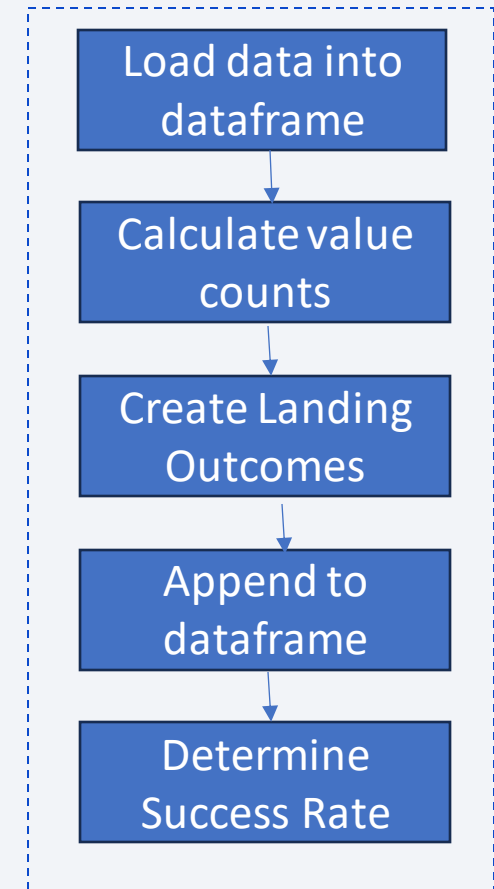 Load data into
dataframe
Calculate value
counts
Create Landing
Outcomes
Append to
dataframe
Determine
Success Rate